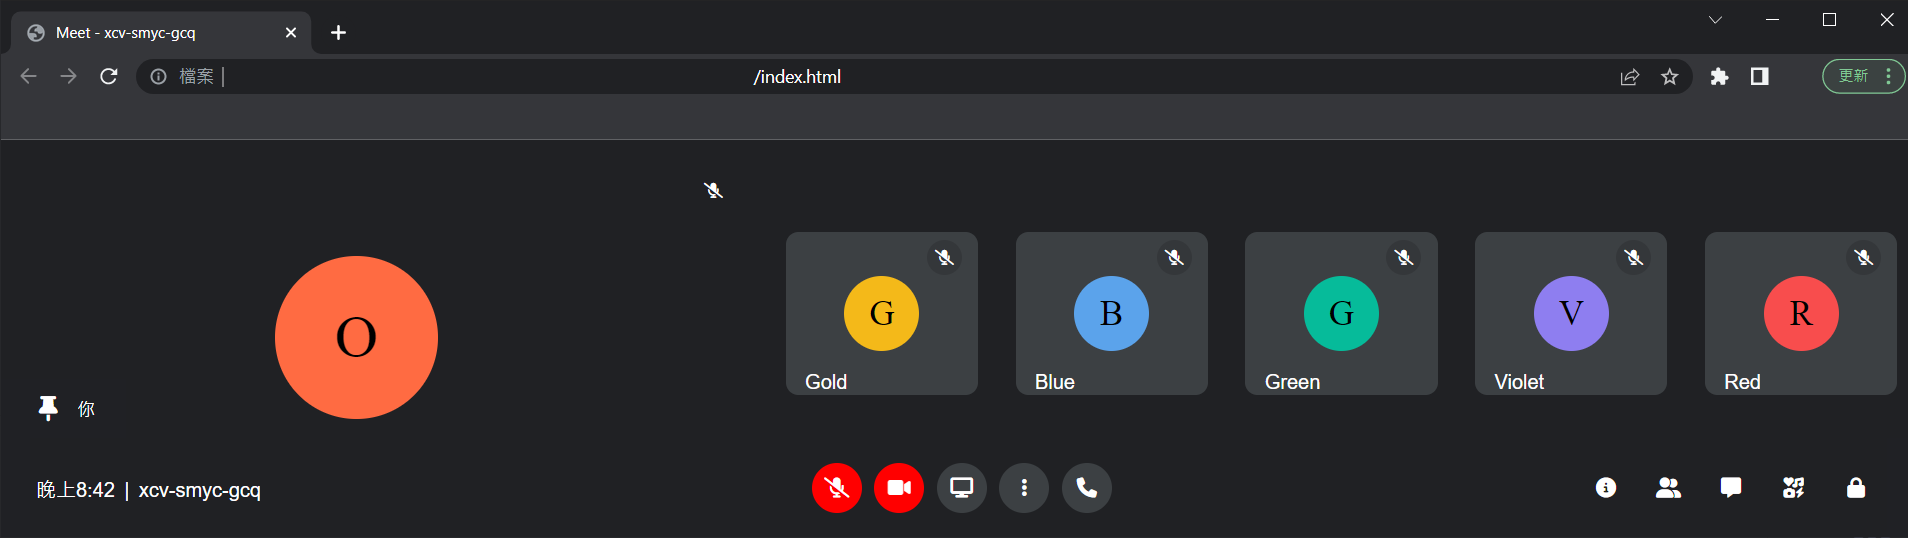 Meet - xcv-smyc-gcq
檔案 | /index.html
更新
O
你
G
Gold
B
Blue
G
Green
V
Violet
R
Red
晚上8:42 | xcv-smyc-gcq